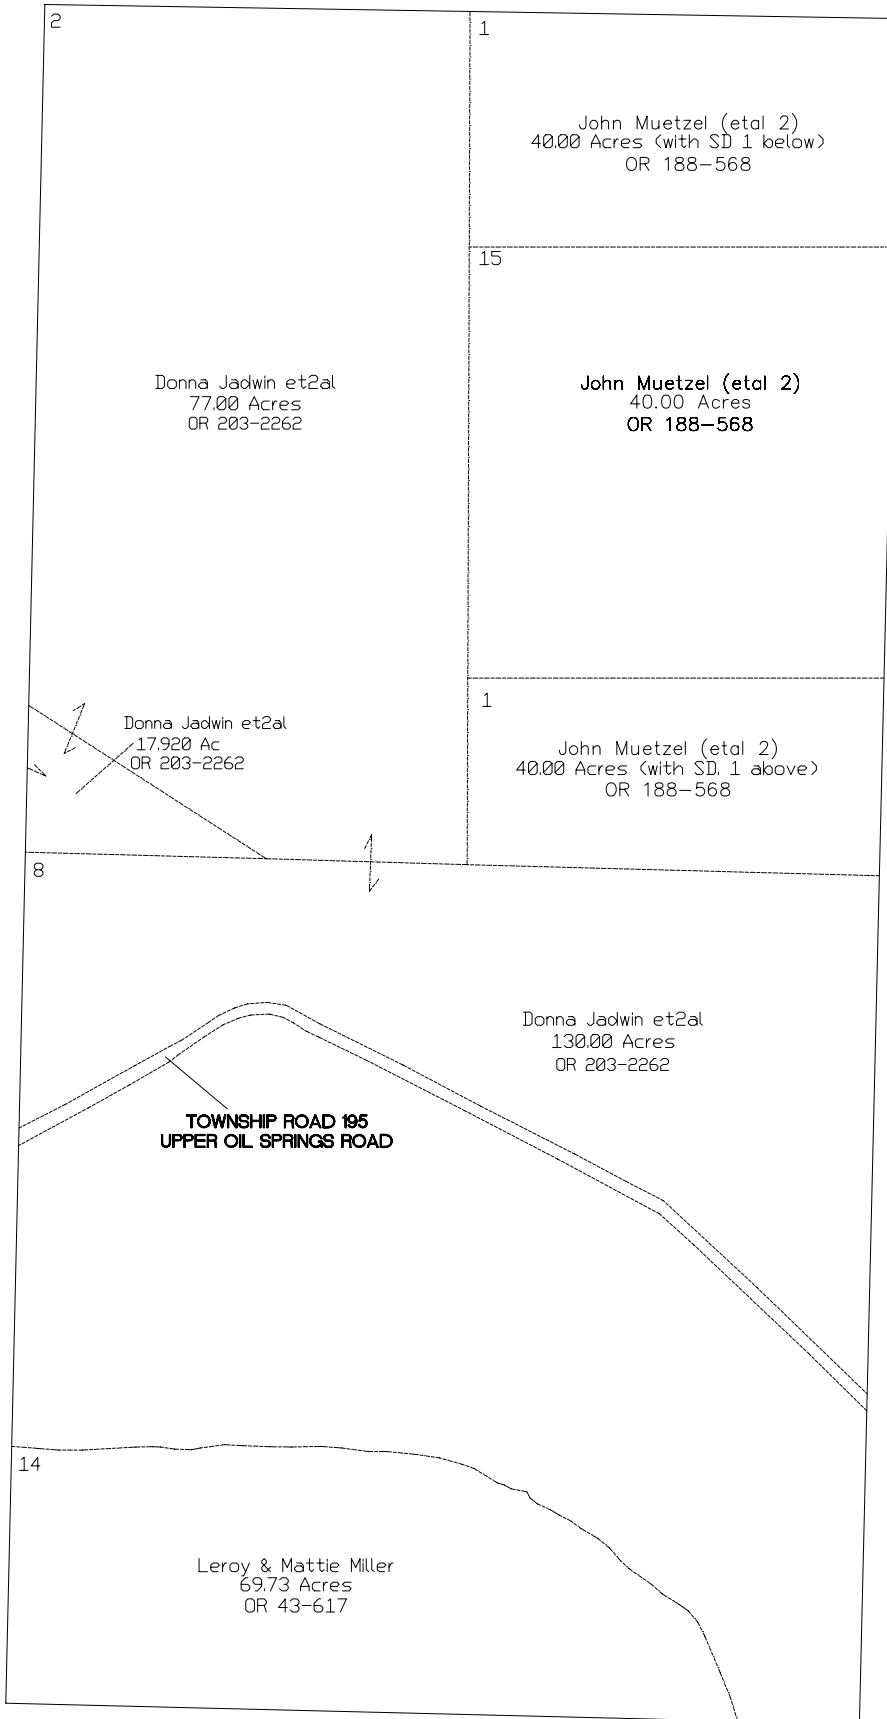 2
1
John Muetzel (etal 2)
40.00 Acres (with SD 1 below)
OR 188-568
15
Donna Jadwin et2al
77.00 Acres
OR 203-2262
John Muetzel (etal 2)
40.00 Acres
OR 188-568
1
Donna Jadwin et2al
17.920 Ac
OR 203-2262
John Muetzel (etal 2)
40.00 Acres (with SD. 1 above)
OR 188-568
8
Donna Jadwin et2al
130.00 Acres
OR 203-2262
TOWNSHIP ROAD 195
UPPER OIL SPRINGS ROAD
14
Leroy & Mattie Miller
69.73 Acres
OR 43-617